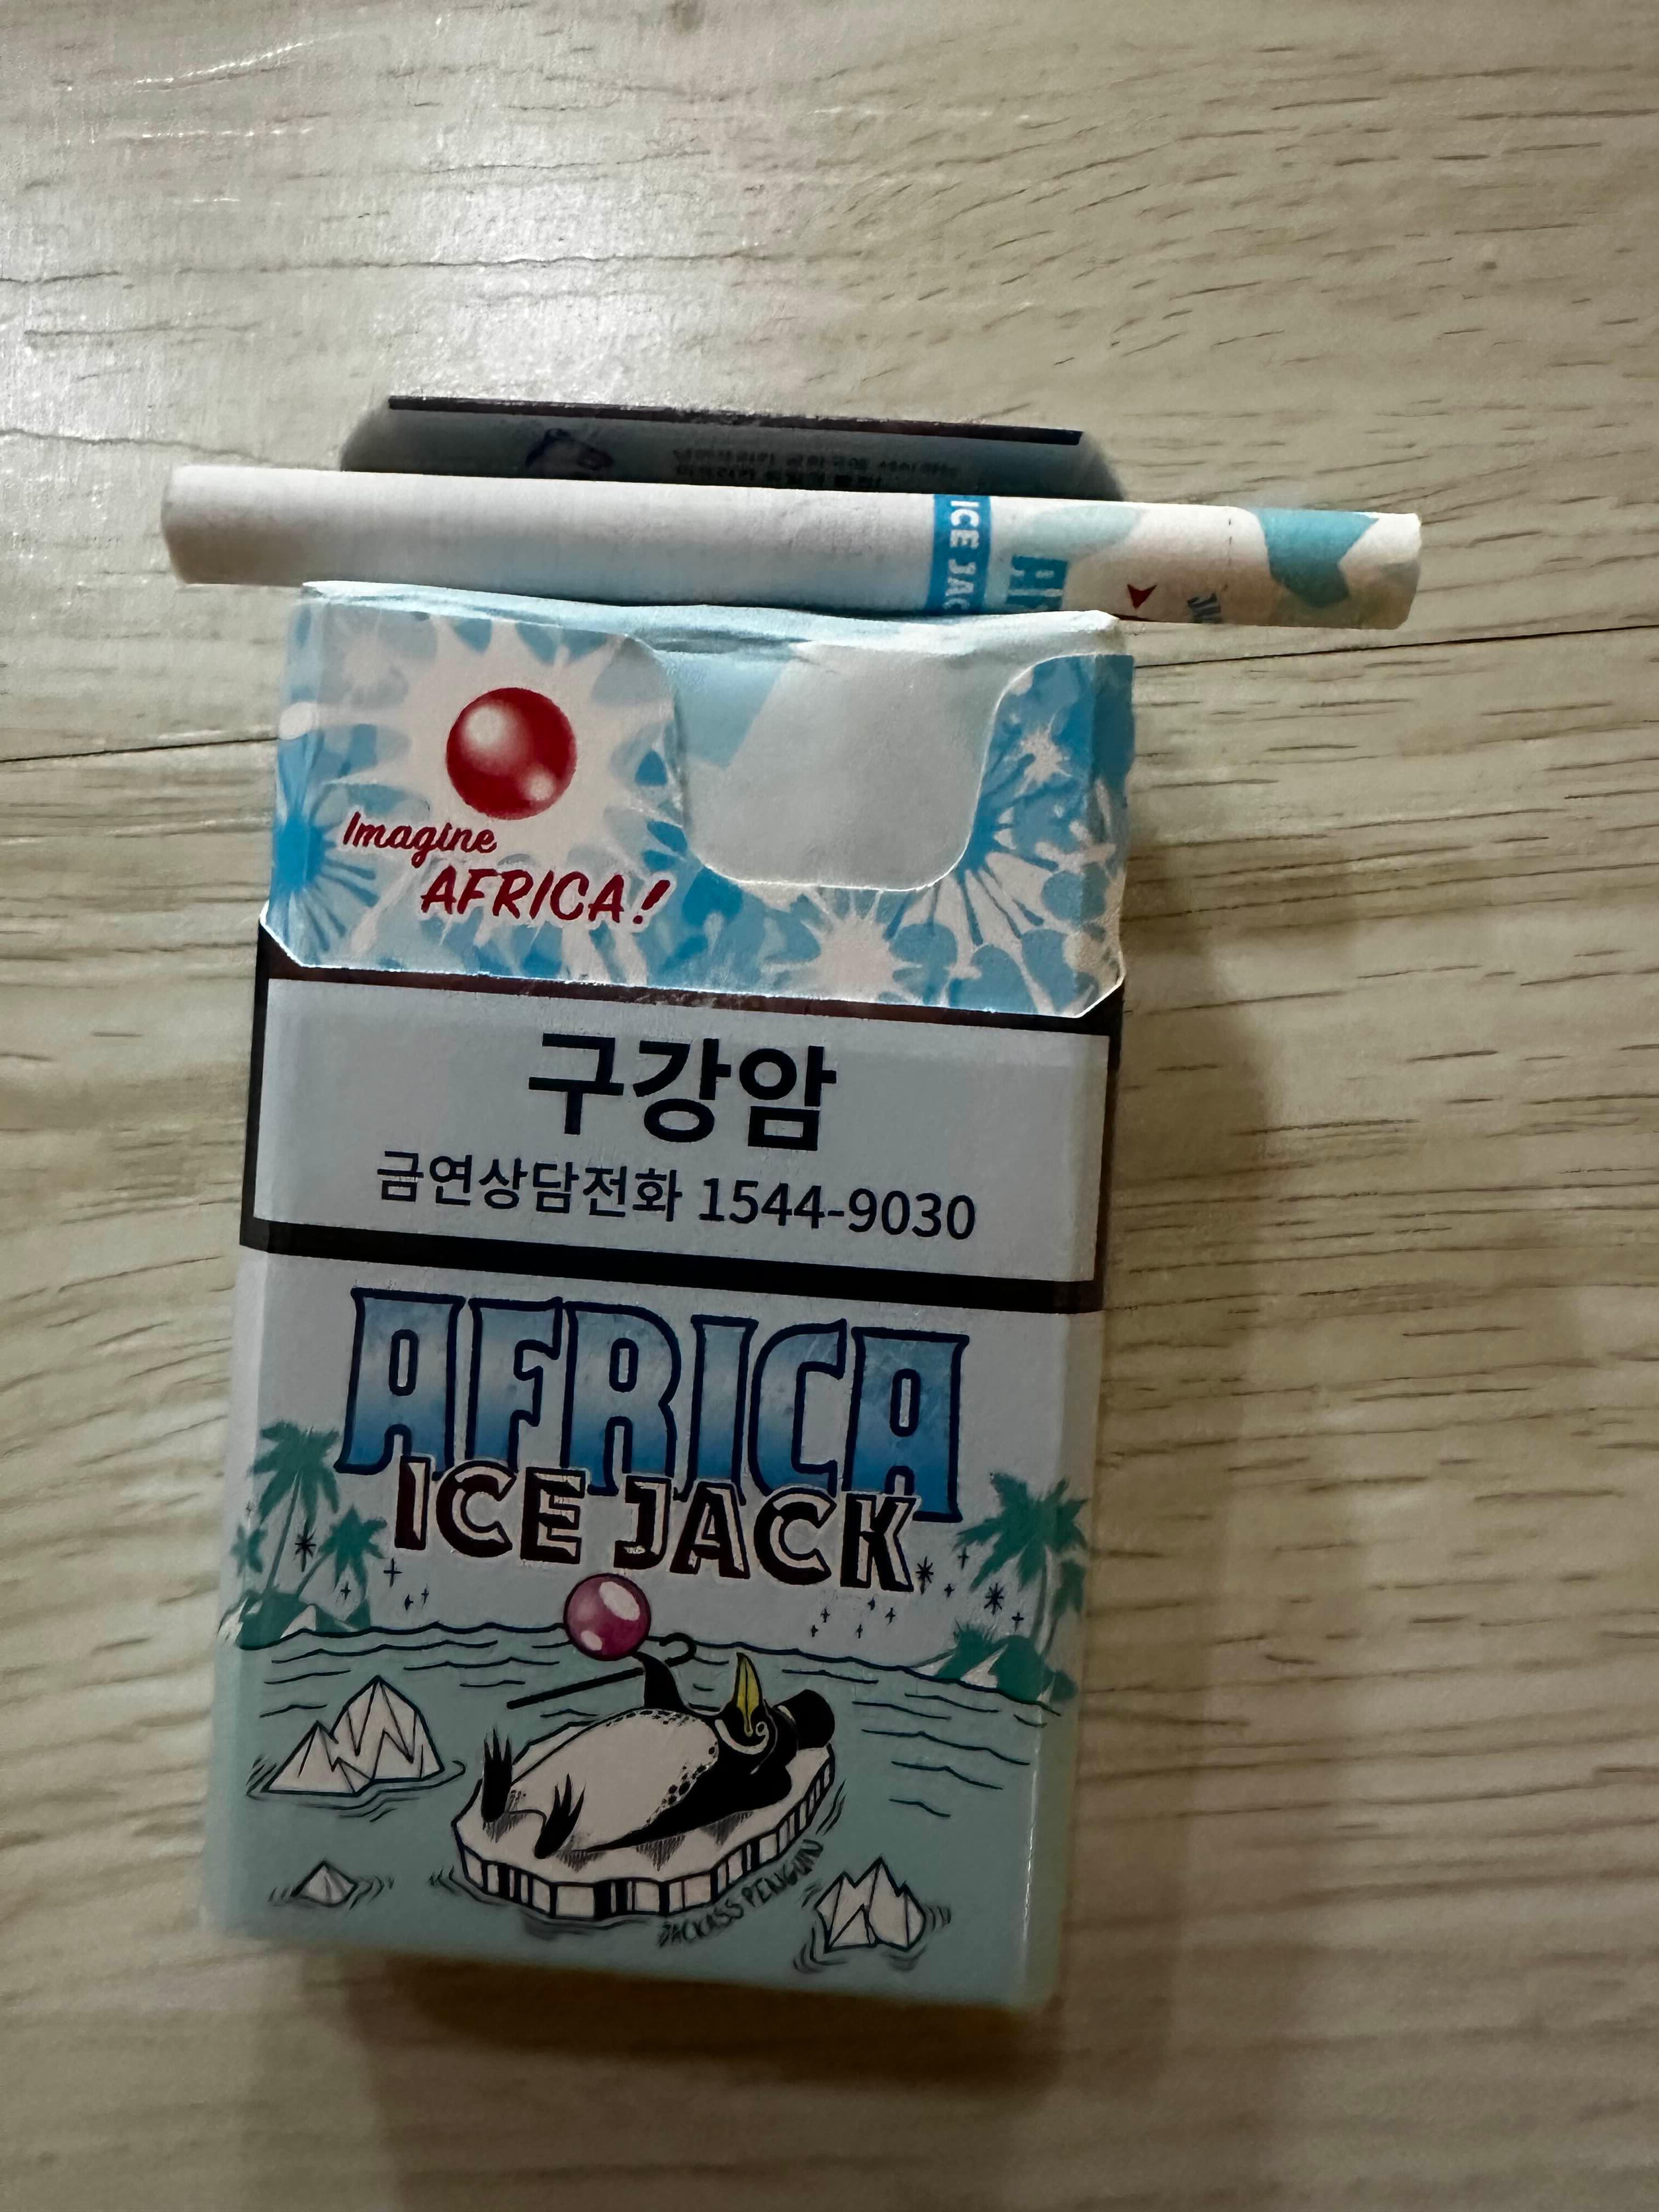 ICE JAC
Imagine
AFRICA!
구강암
금연상담전화 1544-9030
AFRICA
ICE JACK
JACKASS PENGUIN